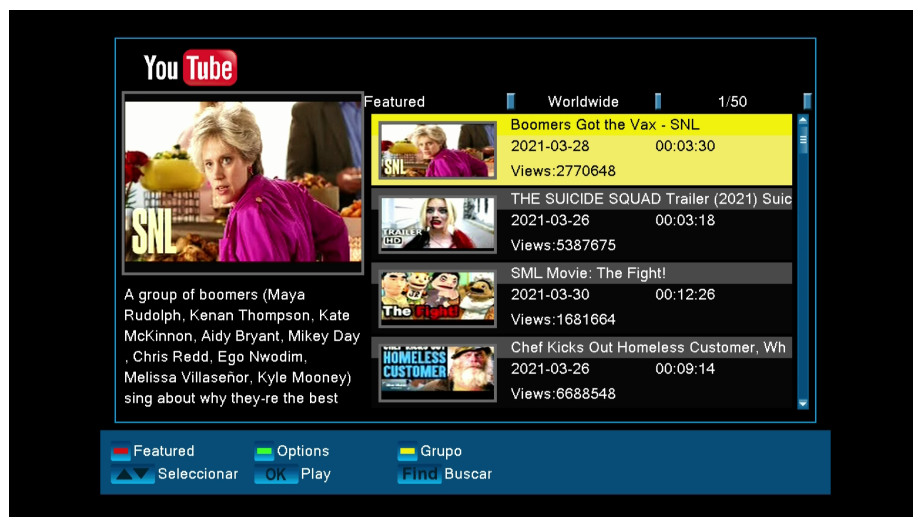 You Tube
Featured Worldwide 1/50
SNL
A group of boomers (Maya
Rudolph, Kenan Thompson, Kate
McKinnon, Aidy Bryant, Mikey Day
, Chris Redd, Ego Nwodim,
Melissa Villaseñor, Kyle Mooney)
sing about why they-re the best
SNL
Boomers Got the Vax - SNL
2021-03-28 00:03:30
Views:2770648
TRAILER
HD
THE SUICIDE SQUAD Trailer (2021) Suic
2021-03-26 00:03:18
Views:5387675
The Fight!
SML Movie: The Fight!
2021-03-30 00:12:26
Views:1681664
HOMELESS
CUSTOMER
Chef Kicks Out Homeless Customer, Wh
2021-03-26 00:09:14
Views:6688548
Featured Options Grupo
Seleccionar OK Play Find Buscar